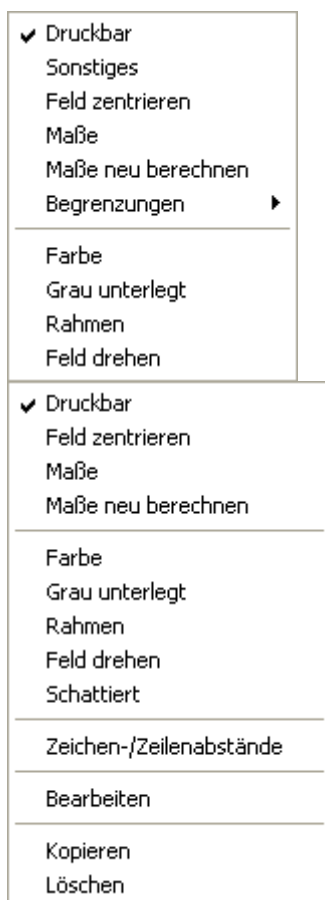 Druckbar
Sonstiges
Feld zentrieren
Maße
Maße neu berechnen
Begrenzungen
Farbe
Grau unterlegt
Rahmen
Feld drehen
Druckbar
Feld zentrieren
Maße
Maße neu berechnen
Farbe
Grau unterlegt
Rahmen
Feld drehen
Schattiert
Zeichen-/Zeilenabstände
Bearbeiten
Kopieren
Löschen